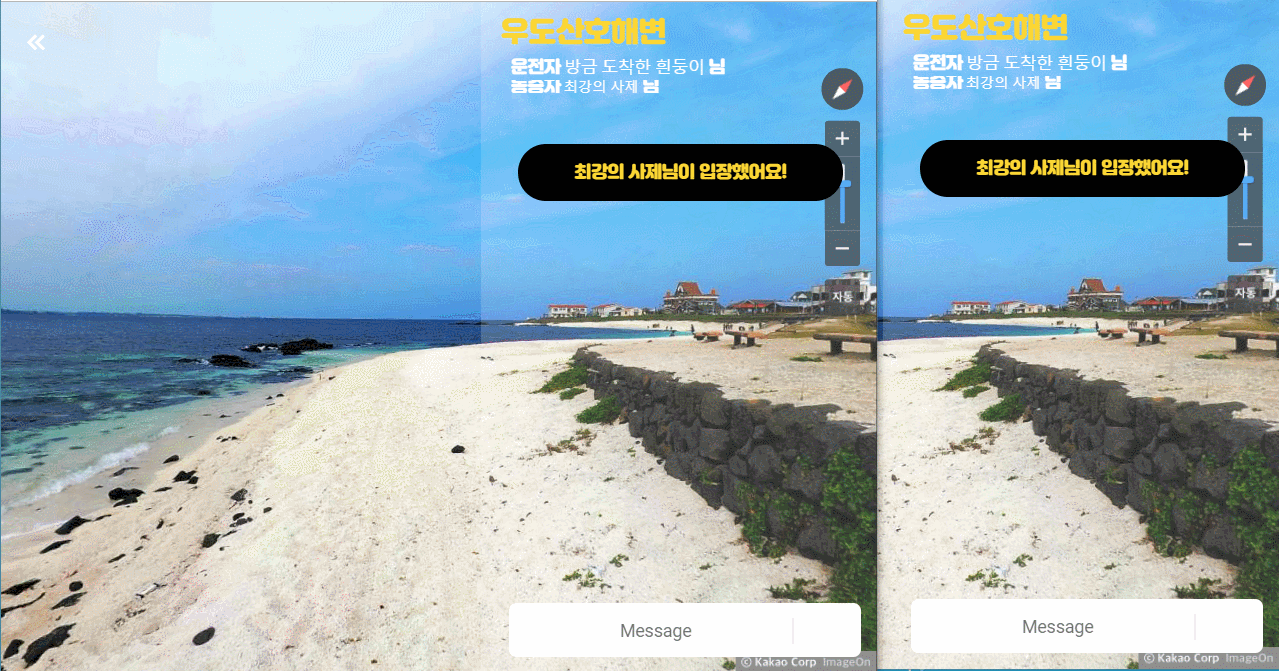 우도산호해변
운전자 방금 도착한 흰둥이 님
동승자 최강의 사제 님
최강의 사제님이 입장했어요!
자동
Message
© Kakao Corp ImageOn
우도산호해변
운전자 방금 도착한 흰둥이 님
동승자 최강의 사제 님
최강의 사제님이 입장했어요!
자동
Message
© Kakao Corp ImageOn